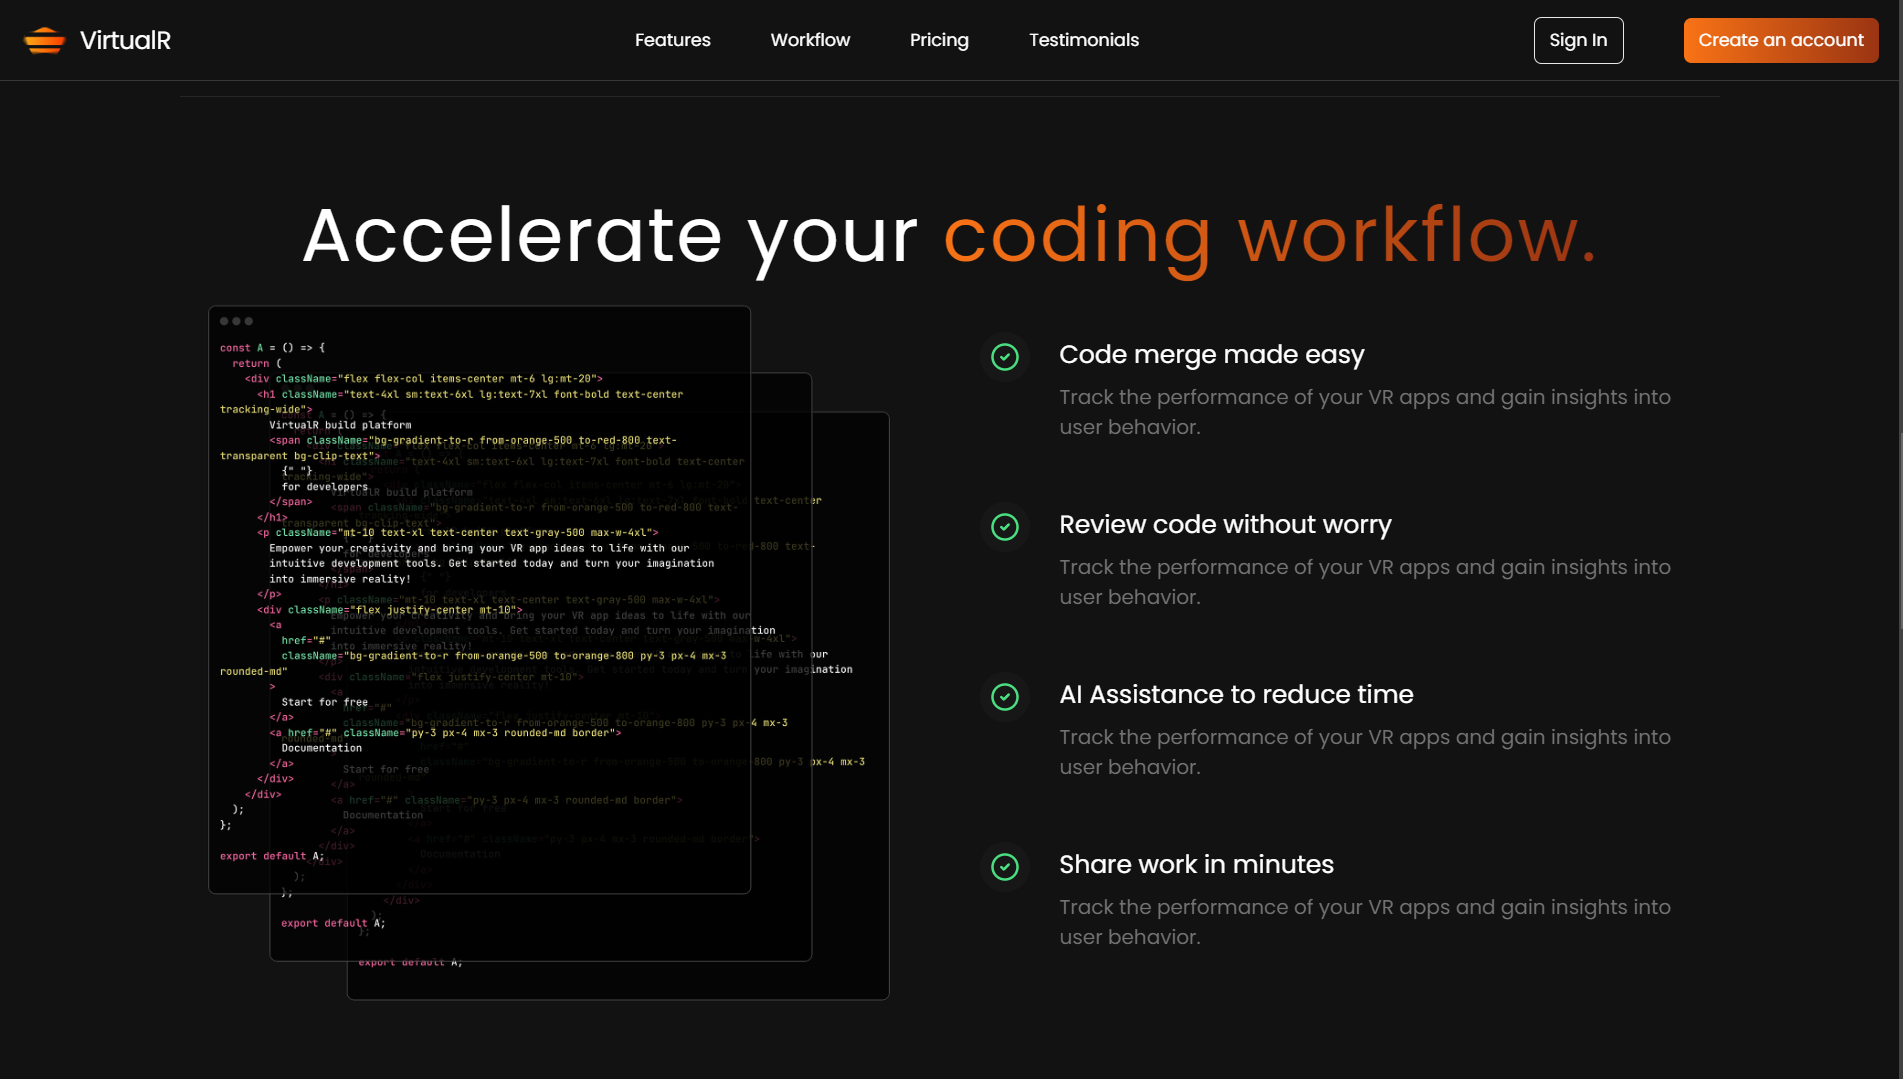 VirtualR
Features
Workflow
Pricing
Testimonials
Sign In
Create an account
Accelerate your coding workflow.
const A = () => {
return (
<div className="flex flex-col items-center mt-6 lg:mt-20">
<h1 className="text-4xl sm:text-6xl lg:text-7xl font-bold text-center
tracking-wide">
VirtualR build platform
<span className="bg-gradient-to-r from-orange-500 to-red-800 text-
transparent bg-clip-text">
{" "}
for developers
</span>
</h1>
<p className="mt-10 text-xl text-center text-gray-500 max-w-4xl">
Empower your creativity and bring your VR app ideas to life with our
intuitive development tools. Get started today and turn your imagination
into immersive reality!
</p>
<div className="flex justify-center mt-10">
<a
href="#"
className="bg-gradient-to-r from-orange-500 to-orange-800 py-3 px-4 mx-3
rounded-md"
>
Start for free
</a>
<a href="#" className="py-3 px-4 mx-3 rounded-md border">
Documentation
</a>
</div>
</div>
);
};
export default A;
};
export default A;
export default A;
Code merge made easy
Track the performance of your VR apps and gain insights into
user behavior.
Review code without worry
Track the performance of your VR apps and gain insights into
user behavior.
AI Assistance to reduce time
Track the performance of your VR apps and gain insights into
user behavior.
Share work in minutes
Track the performance of your VR apps and gain insights into
user behavior.